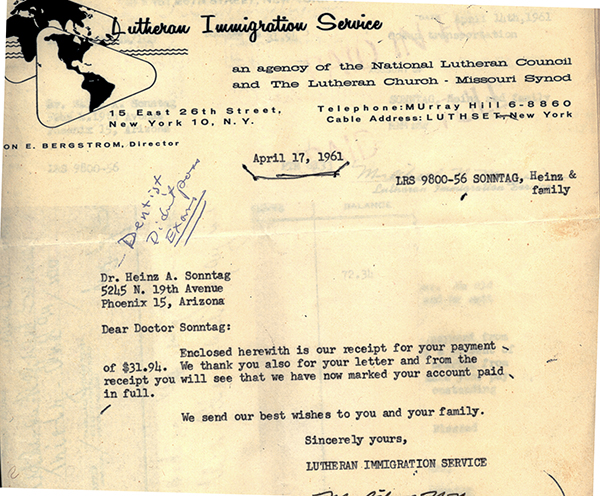 Lutheran Immigration Service
an agency of the National Lutheran Council
and The Lutheran Church - Missouri Synod
15 East 26th Street,
New York 10, N.Y.
Telephone: MUrray Hill 6-8860
Cable Address: LUTHSET, New York
ON E. BERGSTROM, Director
April 17, 1961
LRS 9800-56 SONNTAG, Heinz &
family
Dentist
Didn't pass
Exam
Dr. Heinz A. Sonntag
5245 N. 19th Avenue
Phoenix 15, Arizona
Dear Doctor Sonntag:
Enclosed herewith is our receipt for your payment
of $31.94. We thank you also for your letter and from the
receipt you will see that we have now marked your account paid
in full.
We send our best wishes to you and your family.
Sincerely yours,
LUTHERAN IMMIGRATION SERVICE